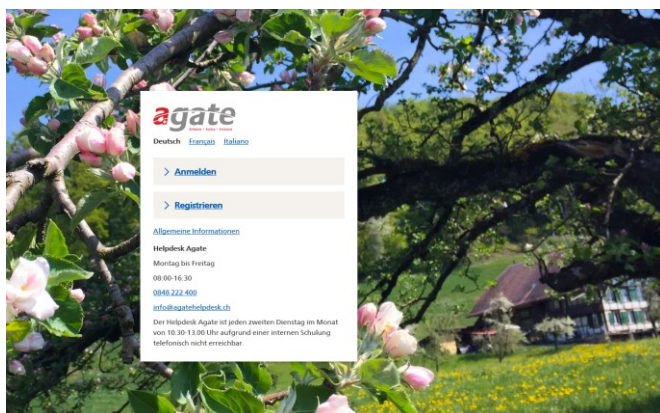 agate
Deutsch Français Italiano
Anmelden
Registrieren
Allgemeine Informationen
Helpdesk Agate
Montag bis Freitag
08:00-16:30
0848 222 400
info@agatehelpdesk.ch
Der Helpdesk Agate ist jeden zweiten Dienstag im Monat
von 10.30-13.00 Uhr aufgrund einer internen Schulung
telefonisch nicht erreichbar.